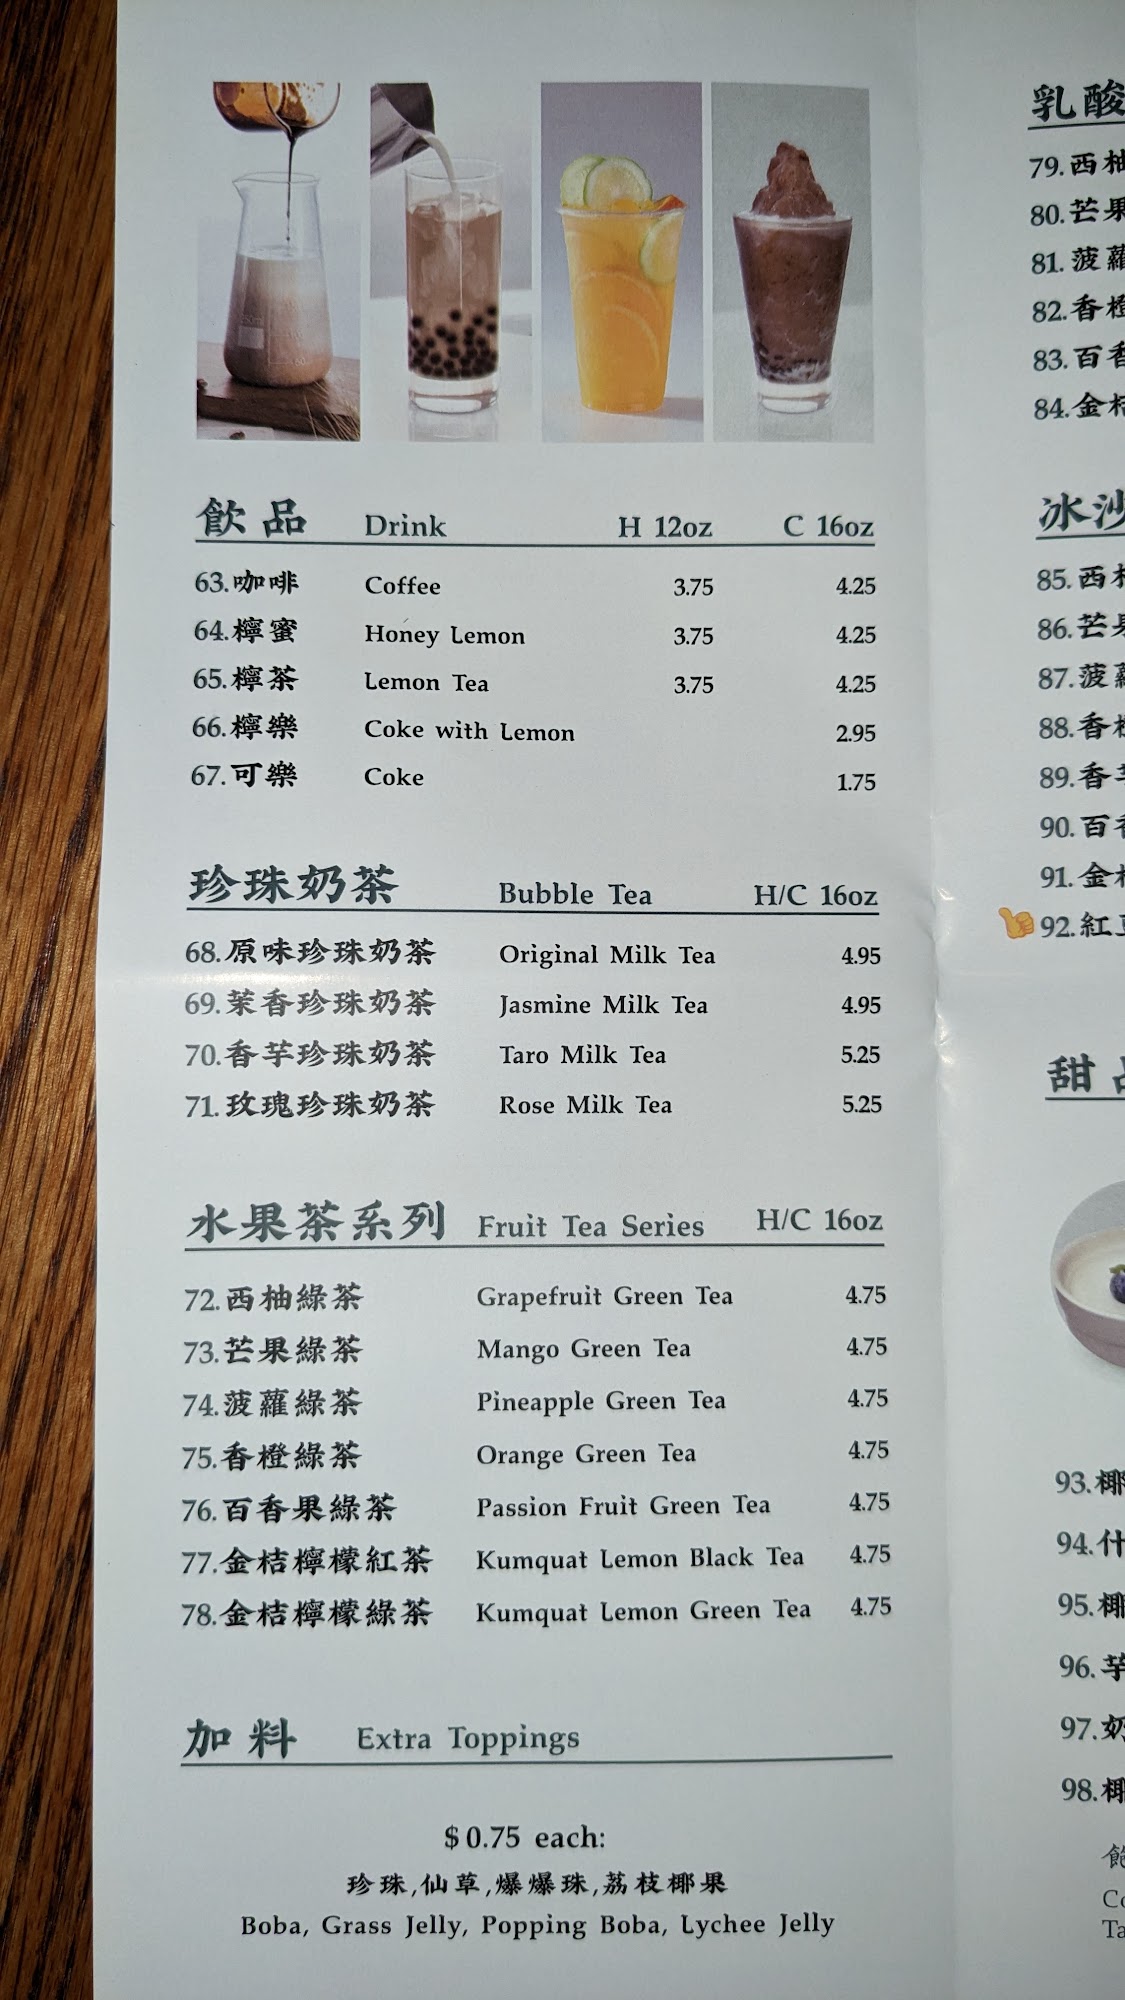 飲品 Drink H 12oz C 16oz
63.咖啡 Coffee 3.75 4.25
64.檸蜜 Honey Lemon 3.75 4.25
65.檸茶 Lemon Tea 3.75 4.25
66.檸樂 Coke with Lemon 2.95
67.可樂 Coke 1.75
珍珠奶茶 Bubble Tea H/C 16oz
68.原味珍珠奶茶 Original Milk Tea 4.95
69.茉香珍珠奶茶 Jasmine Milk Tea 4.95
70.香芋珍珠奶茶 Taro Milk Tea 5.25
71.玫瑰珍珠奶茶 Rose Milk Tea 5.25
水果茶系列 Fruit Tea Series H/C 16oz
72.西柚綠茶 Grapefruit Green Tea 4.75
73.芒果綠茶 Mango Green Tea 4.75
74.菠蘿綠茶 Pineapple Green Tea 4.75
75.香橙綠茶 Orange Green Tea 4.75
76.百香果綠茶 Passion Fruit Green Tea 4.75
77.金桔檸檬紅茶 Kumquat Lemon Black Tea 4.75
78.金桔檸檬綠茶 Kumquat Lemon Green Tea 4.75
加料 Extra Toppings
$0.75 each:
珍珠,仙草,爆爆珠,荔枝椰果
Boba, Grass Jelly, Popping Boba, Lychee Jelly
乳酸
79.西柚
80.芒果
81.菠蘿
82.香橙
83.百香
84.金桔
冰沙
85.西
86.芒果
87.菠
88.香
89.香
90.百香
91.金
92.紅
甜
93.椰
94.什
95.椰
96.芋
97.奶
98.椰